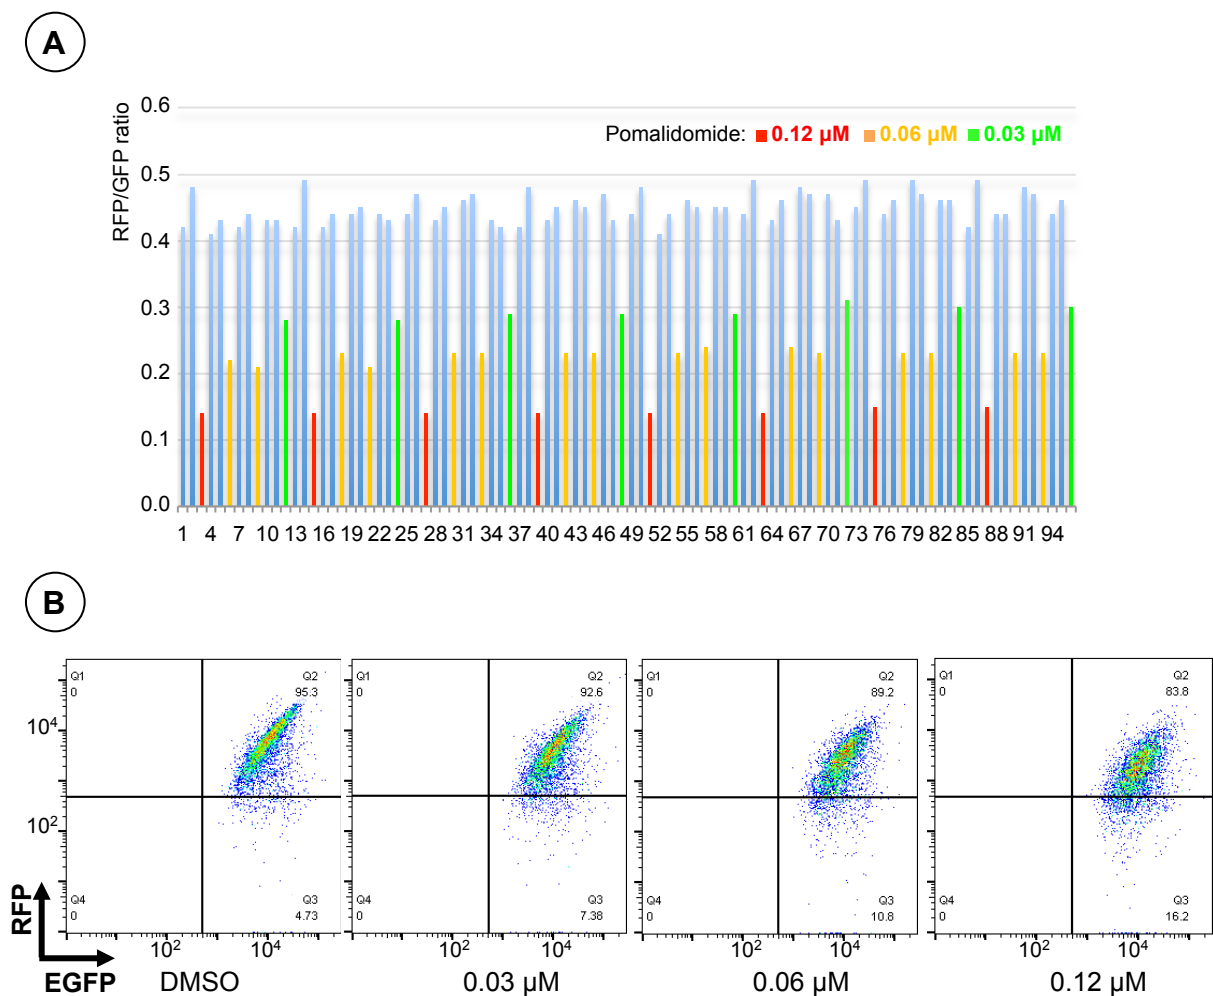 A
RFP/GFP ratio
0.6
0.5
0.4
0.3
0.2
0.1
0.0
Pomalidomide: 0.12 µM 0.06 µM 0.03 µM
1 4 7 10 13 16 19 22 25 28 31 34 37 40 43 46 49 52 55 58 61 64 67 70 73 76 79 82 85 88 91 94
B
Q1 Q2 Q1 Q2 Q1 Q2 Q1 Q2
0 95.3 0 92.6 0 89.2 0 83.8
10⁴
10²
Q4 Q3 Q4 Q3 Q4 Q3 Q4 Q3
0 4.73 0 7.38 0 10.8 0 16.2
RFP
10² 10⁴ 10² 10⁴ 10² 10⁴ 10² 10⁴
EGFP DMSO 0.03 µM 0.06 µM 0.12 µM